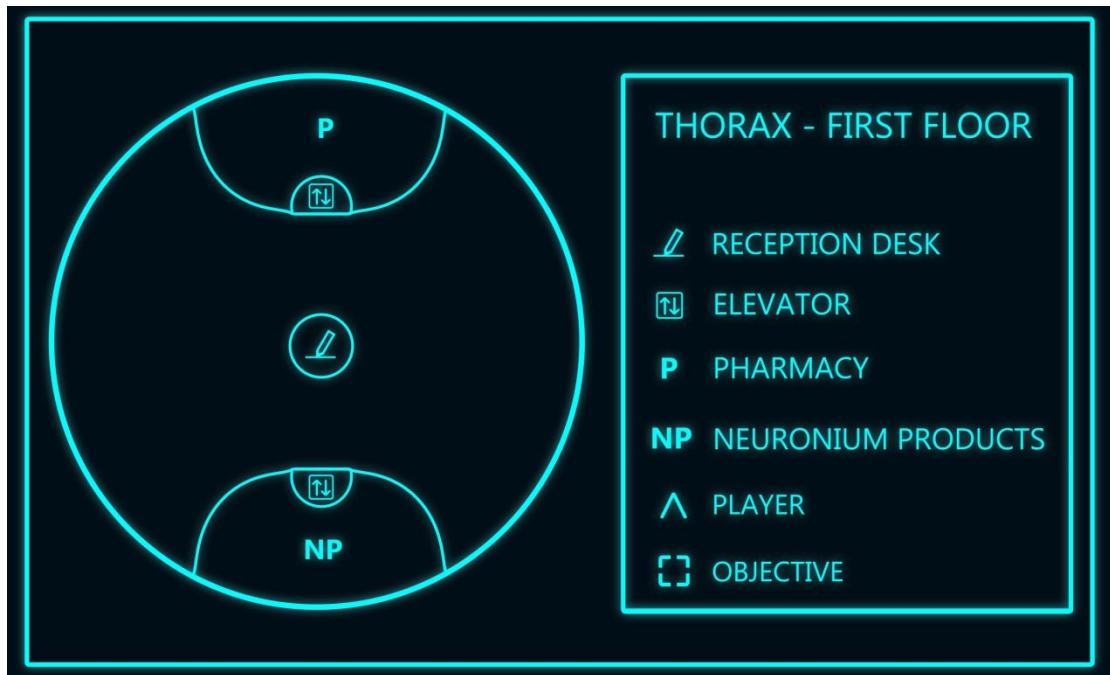 P
NP
THORAX - FIRST FLOOR
RECEPTION DESK
ELEVATOR
P PHARMACY
NP NEURONIUM PRODUCTS
PLAYER
OBJECTIVE